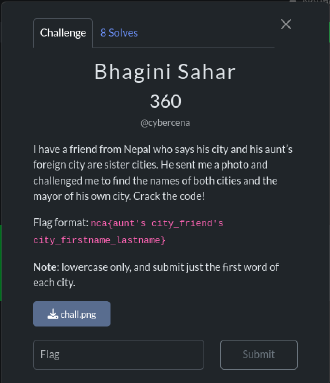 Challenge
8 Solves
Bhagini Sahar
360
@cybercena
I have a friend from Nepal who says his city and his aunt's
foreign city are sister cities. He sent me a photo and
challenged me to find the names of both cities and the
mayor of his own city. Crack the code!
Flag format: nca{aunt's city_friend's
city_firstname_lastname}
Note: lowercase only, and submit just the first word of
each city.
chall.png
Flag
Submit